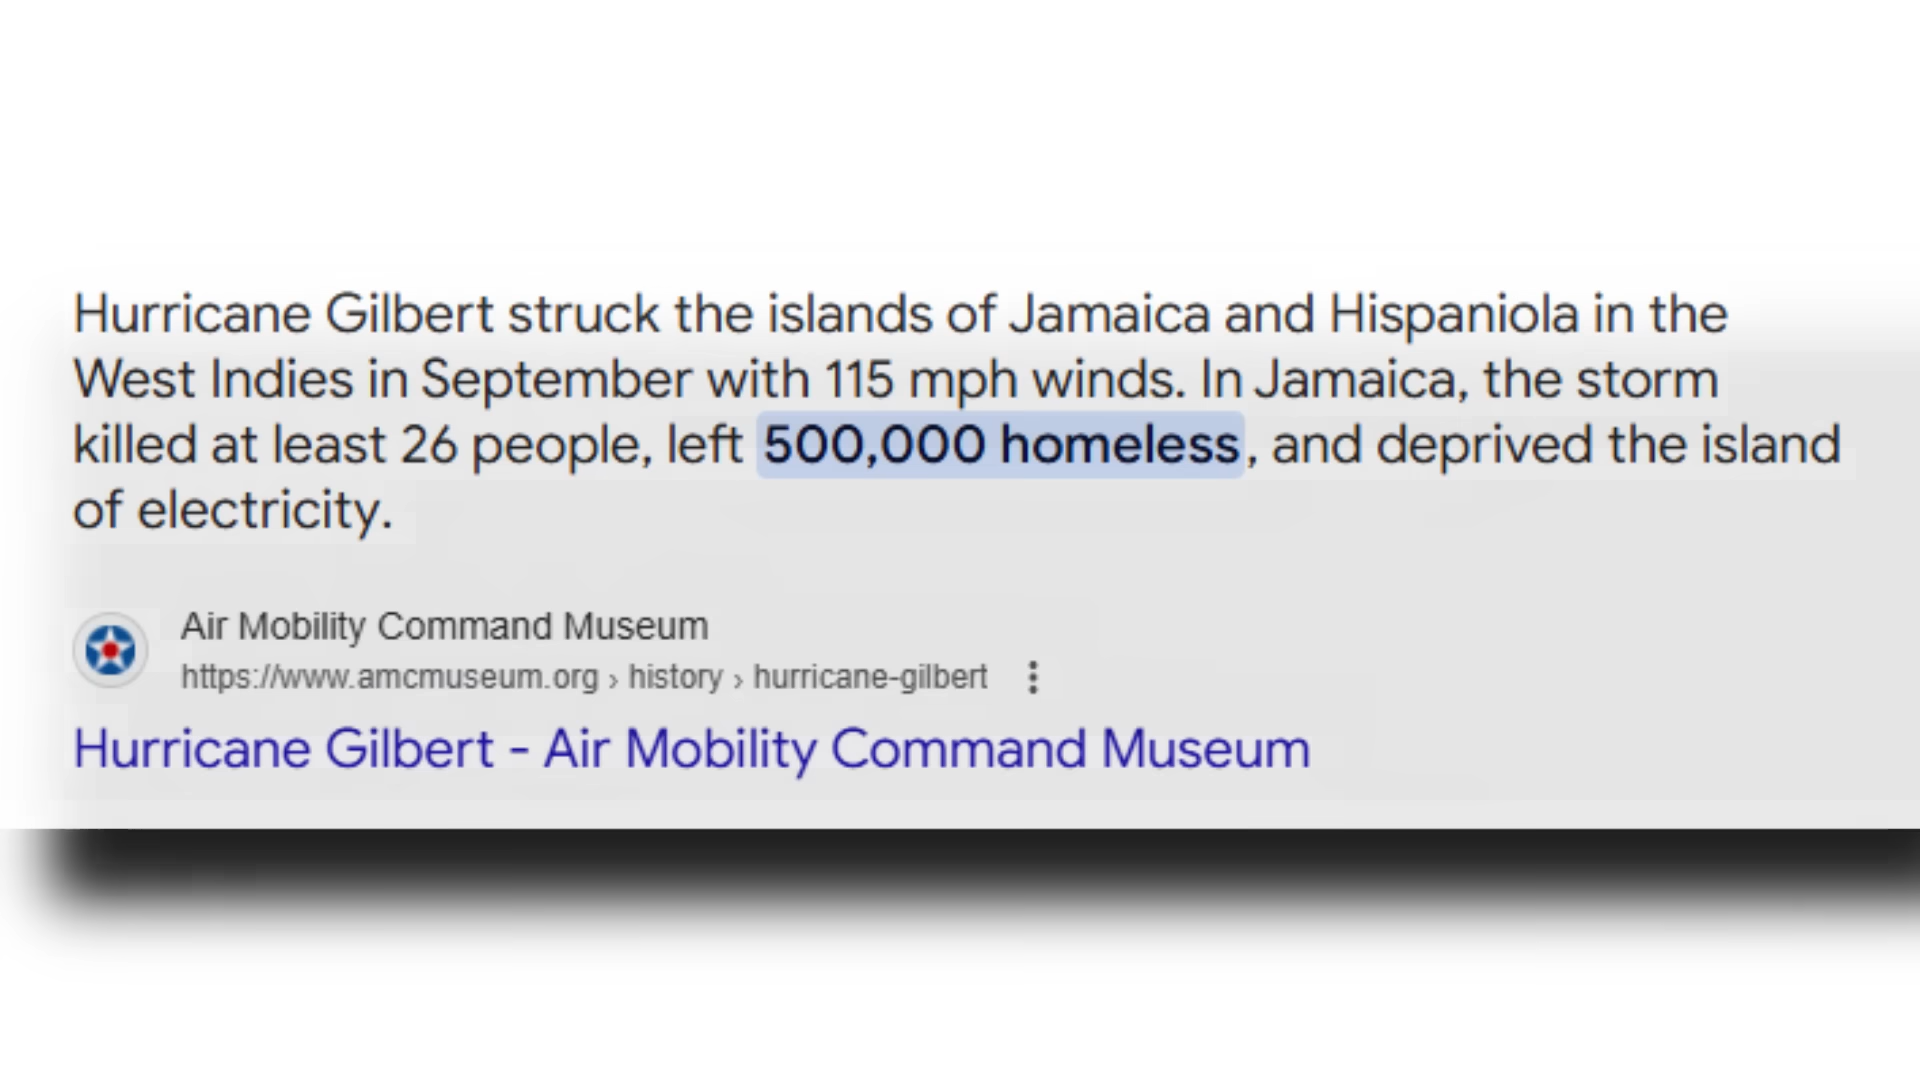 Hurricane Gilbert struck the islands of Jamaica and Hispaniola in the
West Indies in September with 115 mph winds. In Jamaica, the storm
killed at least 26 people, left 500,000 homeless, and deprived the island
of electricity.
Air Mobility Command Museum
https://www.amcmuseum.org › history › hurricane-gilbert
Hurricane Gilbert - Air Mobility Command Museum